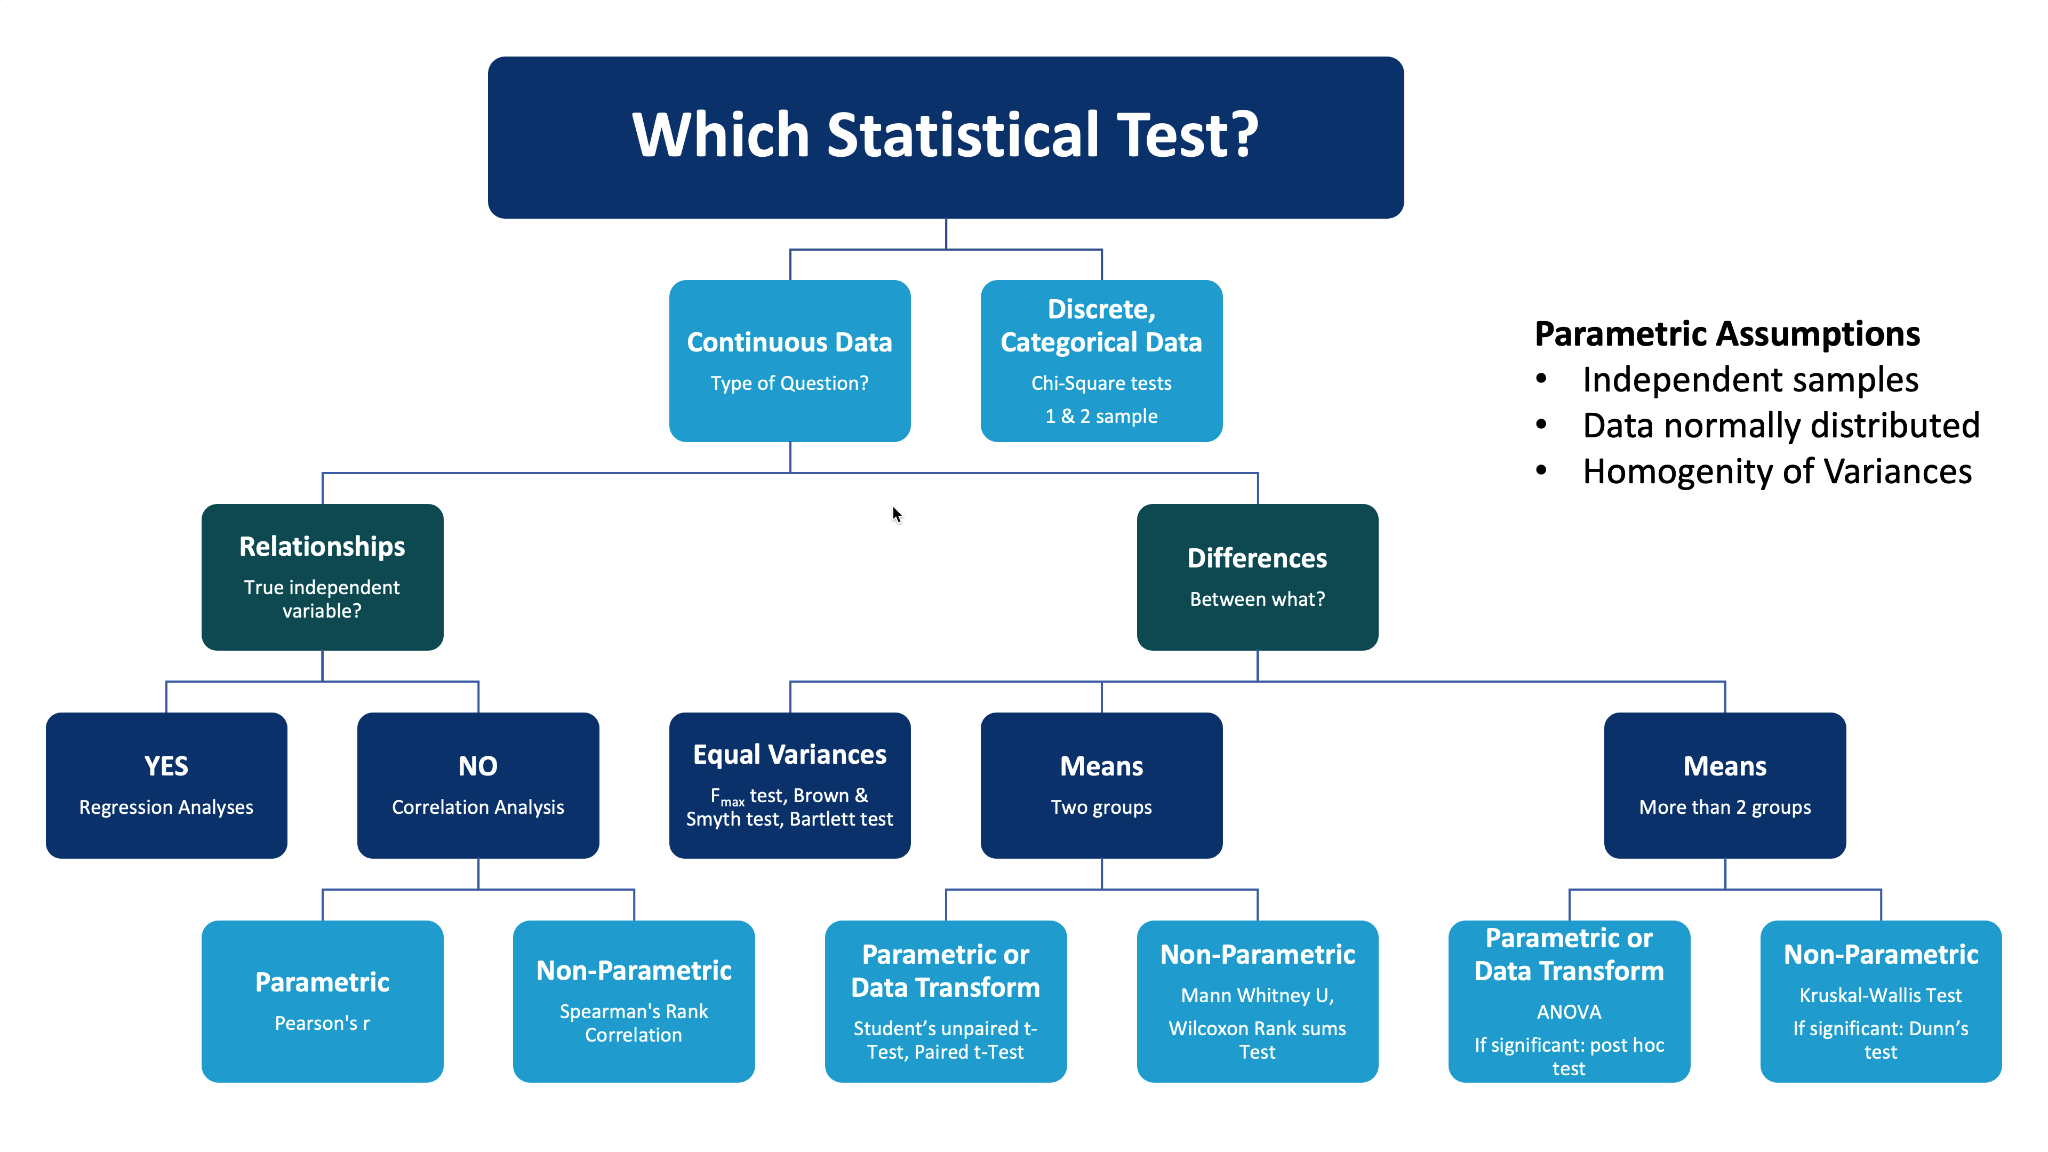 Which Statistical Test?
Continuous Data
Type of Question?
Discrete,
Categorical Data
Chi-Square tests
1 & 2 sample
Parametric Assumptions
• Independent samples
• Data normally distributed
• Homogenity of Variances
Relationships
True independent
variable?
Differences
Between what?
YES
Regression Analyses
NO
Correlation Analysis
Equal Variances
Fmax test, Brown &
Smyth test, Bartlett test
Means
Two groups
Means
More than 2 groups
Parametric
Pearson's r
Non-Parametric
Spearman's Rank
Correlation
Parametric or
Data Transform
Student’s unpaired t-
Test, Paired t-Test
Non-Parametric
Mann Whitney U,
Wilcoxon Rank sums
Test
Parametric or
Data Transform
ANOVA
If significant: post hoc
test
Non-Parametric
Kruskal-Wallis Test
If significant: Dunn’s
test